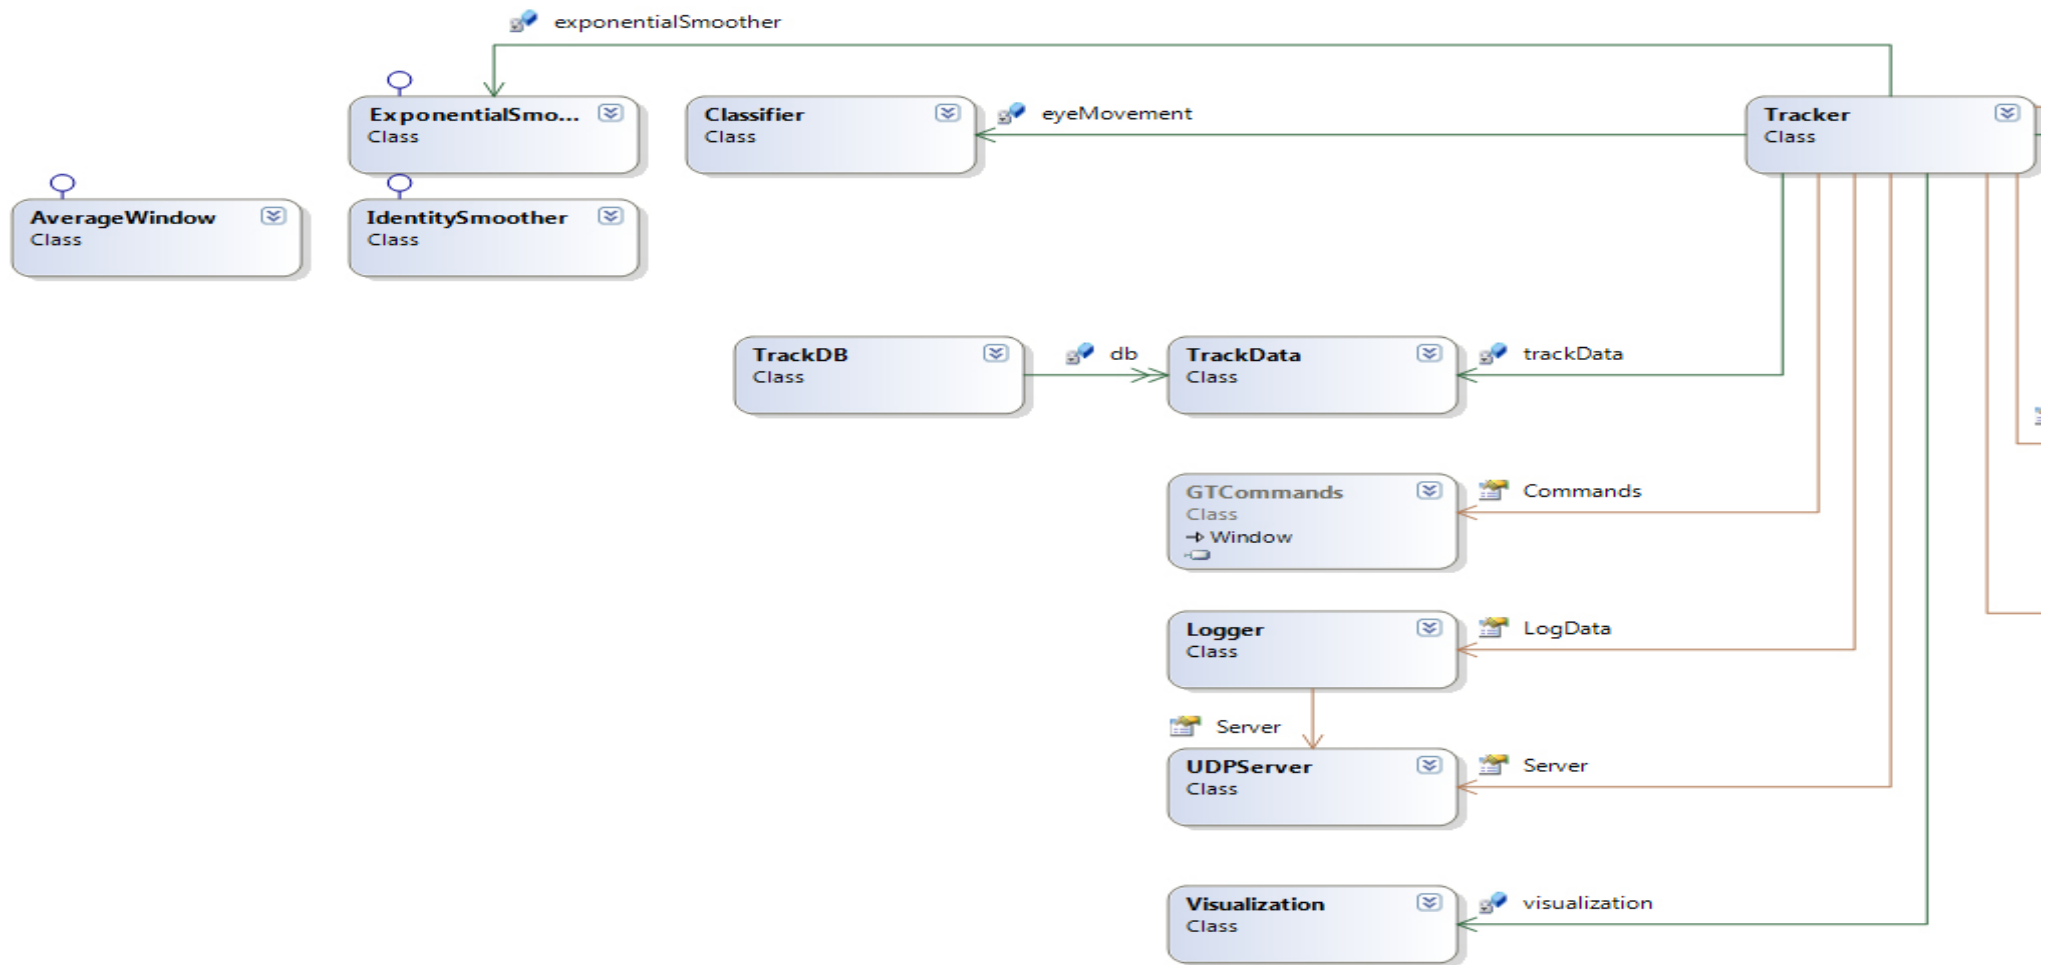 exponentialSmoother
ExponentialSmo...
Class
Classifier
Class
eyeMovement
Tracker
Class
AverageWindow
Class
IdentitySmoother
Class
TrackDB
Class
db
TrackData
Class
trackData
GTCommands
Class
Window
Commands
Logger
Class
LogData
Server
UDPServer
Class
Server
Visualization
Class
visualization